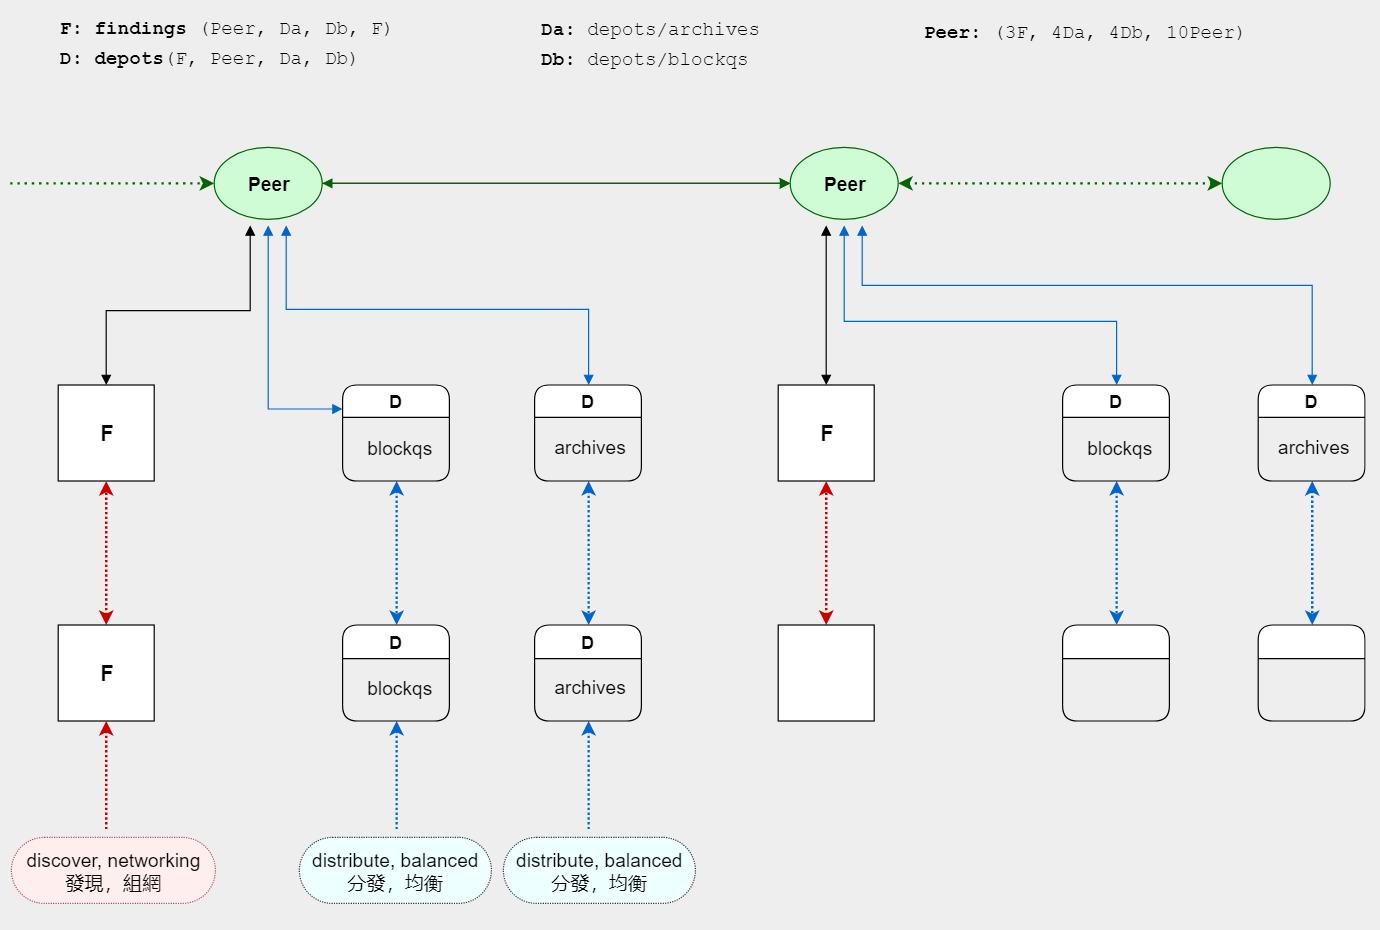 F: findings (Peer, Da, Db, F)
D: depots(F, Peer, Da, Db)
Da: depots/archives
Db: depots/blockqs
Peer: (3F, 4Da, 4Db, 10Peer)
Peer
Peer
F
D
blockqs
D
archives
F
D
blockqs
D
archives
F
D
blockqs
D
archives
discover, networking
發現，組網
distribute, balanced
分發，均衡
distribute, balanced
分發，均衡